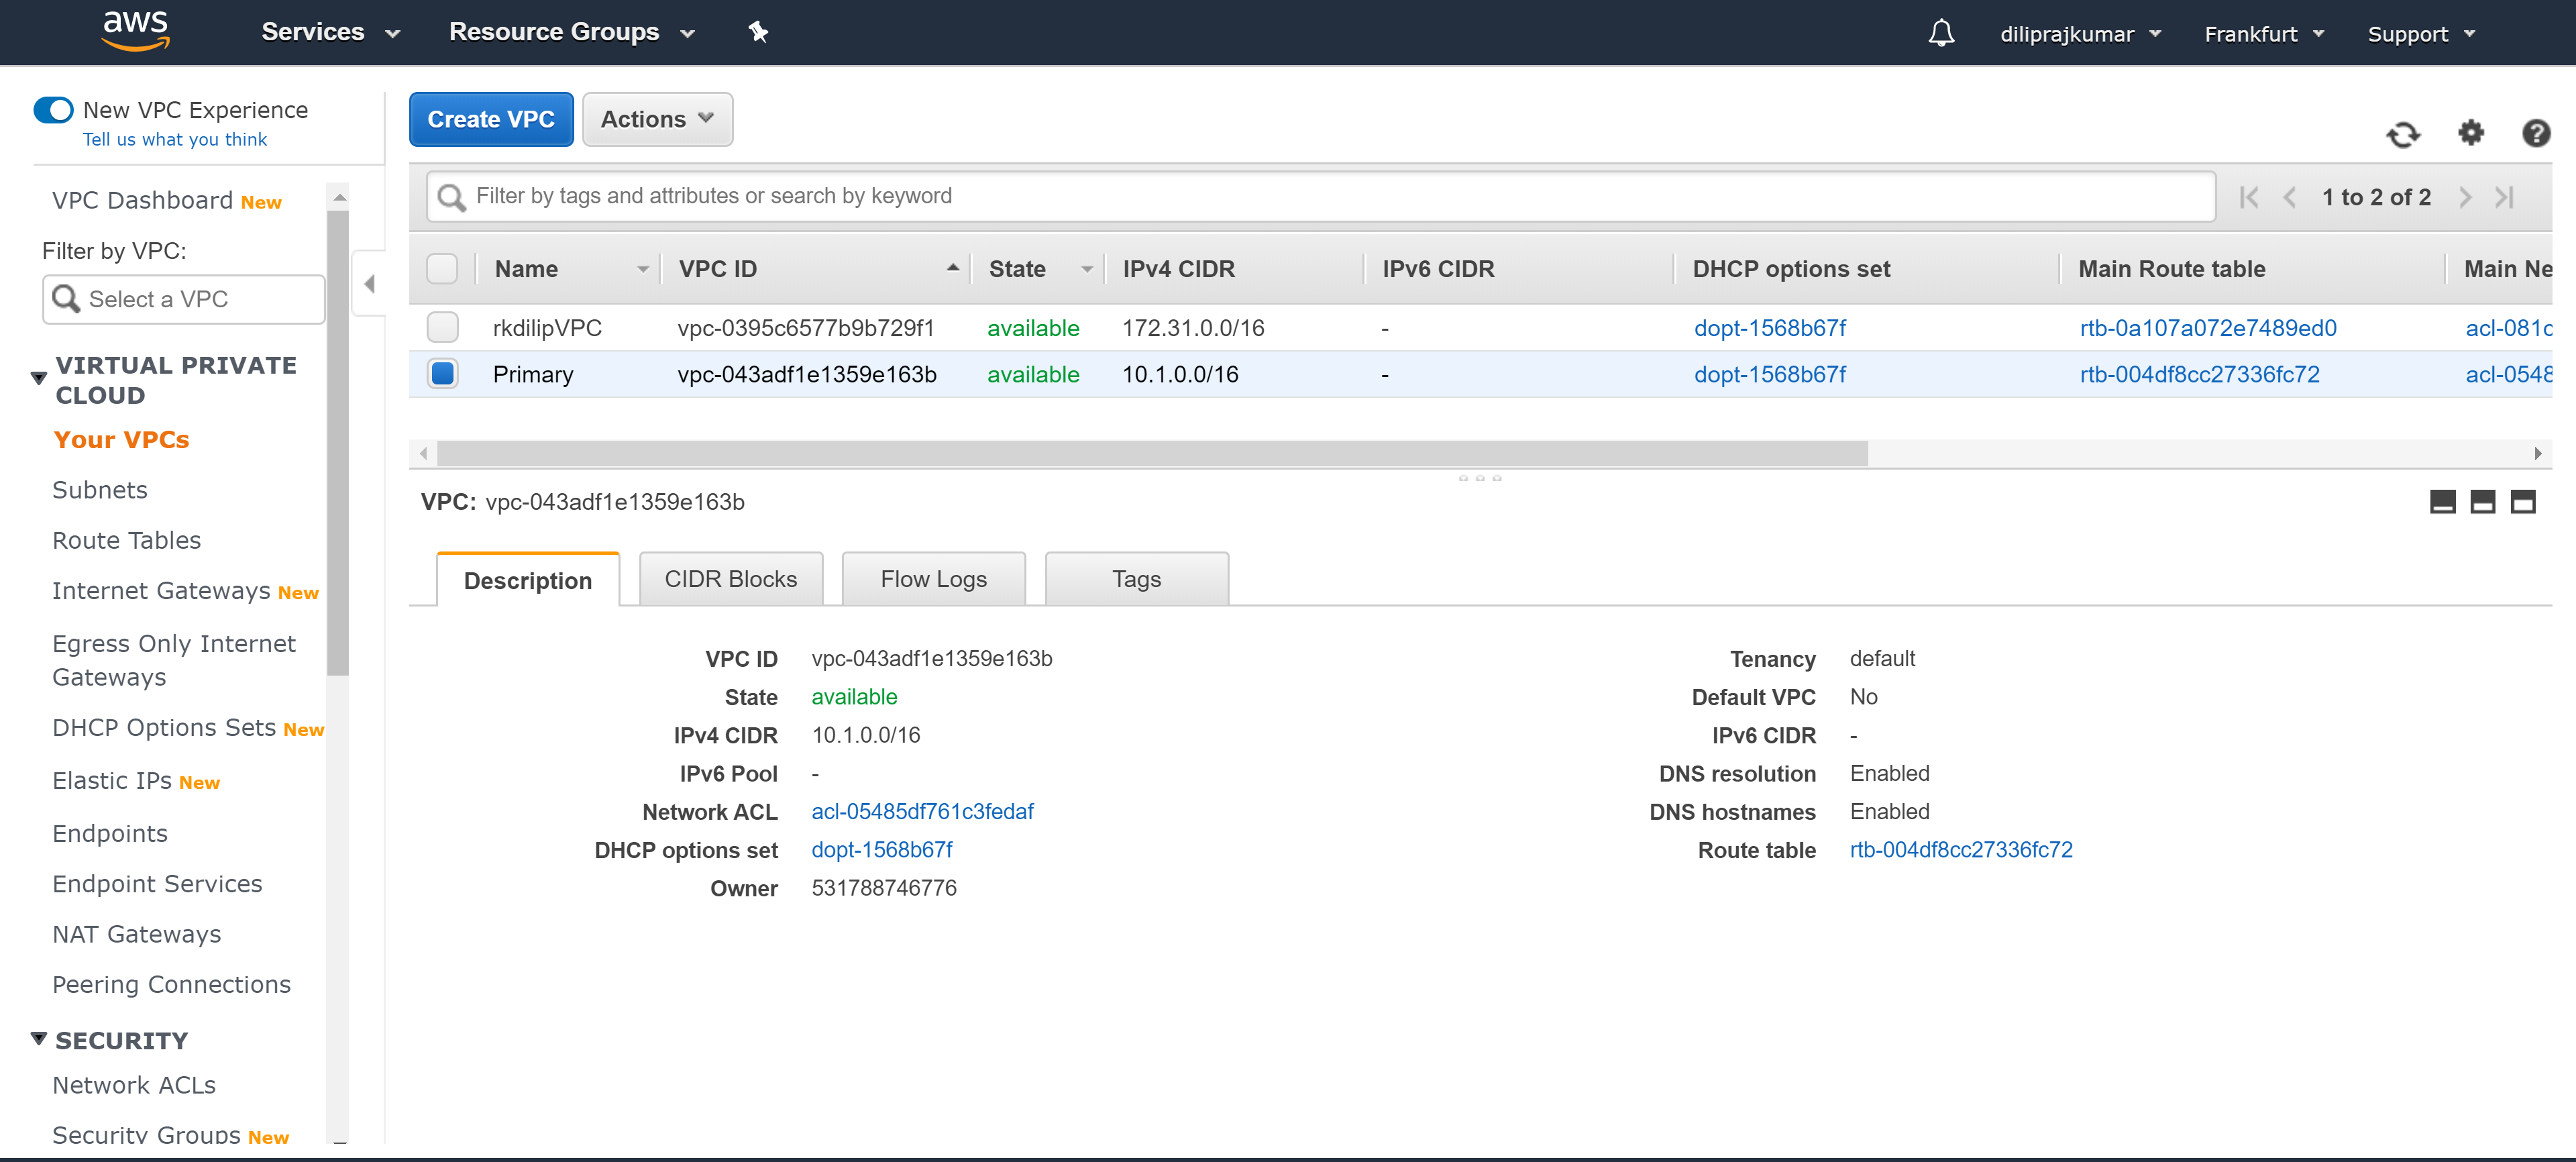 aws Services Resource Groups diliprajkumar Frankfurt Support
New VPC Experience
Tell us what you think
VPC Dashboard New
Filter by VPC:
Select a VPC
VIRTUAL PRIVATE
CLOUD
Your VPCs
Subnets
Route Tables
Internet Gateways New
Egress Only Internet
Gateways
DHCP Options Sets New
Elastic IPs New
Endpoints
Endpoint Services
NAT Gateways
Peering Connections
SECURITY
Network ACLs
Security Groups New
Create VPC Actions
Filter by tags and attributes or search by keyword 1 to 2 of 2
Name VPC ID State IPv4 CIDR IPv6 CIDR DHCP options set Main Route table Main Ne
rkdilipVPC vpc-0395c6577b9b729f1 available 172.31.0.0/16 - dopt-1568b67f rtb-0a107a072e7489ed0 acl-081c
Primary vpc-043adf1e1359e163b available 10.1.0.0/16 - dopt-1568b67f rtb-004df8cc27336fc72 acl-0548
VPC: vpc-043adf1e1359e163b
Description CIDR Blocks Flow Logs Tags
VPC ID vpc-043adf1e1359e163b Tenancy default
State available Default VPC No
IPv4 CIDR 10.1.0.0/16 IPv6 CIDR -
IPv6 Pool - DNS resolution Enabled
Network ACL acl-05485df761c3fedaf DNS hostnames Enabled
DHCP options set dopt-1568b67f Route table rtb-004df8cc27336fc72
Owner 531788746776